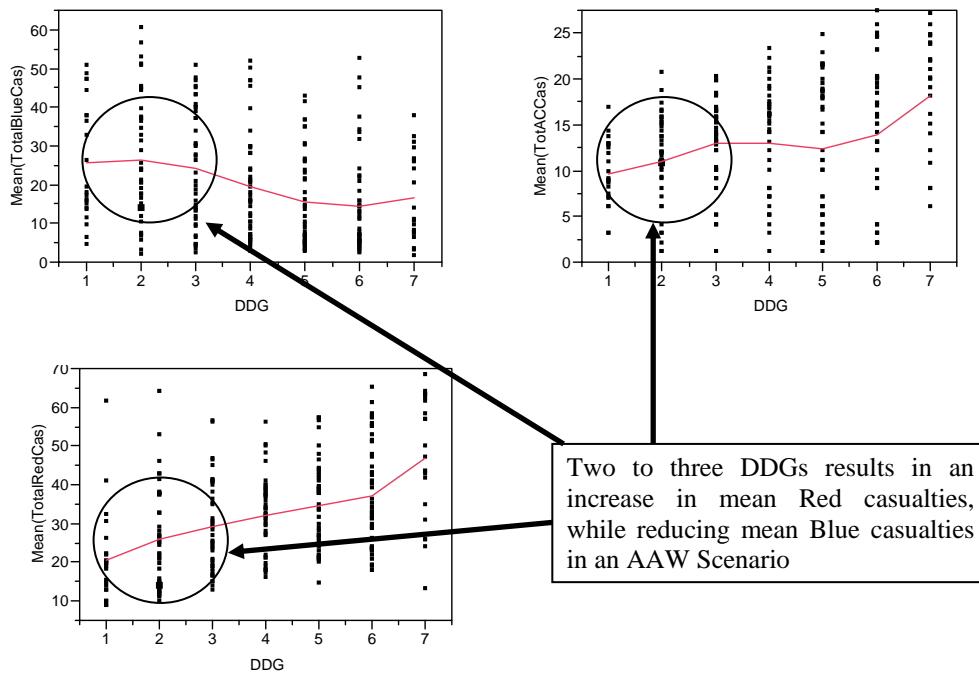 Mean(TotalBlueCas)
60
50
40
30
20
10
0
1 2 3 4 5 6 7
DDG
Mean(TotACCas)
25
20
15
10
5
0
1 2 3 4 5 6 7
DDG
Mean(TotalRedCas)
70
60
50
40
30
20
10
1 2 3 4 5 6 7
DDG
Two to three DDGs results in an
increase in mean Red casualties,
while reducing mean Blue casualties
in an AAW Scenario